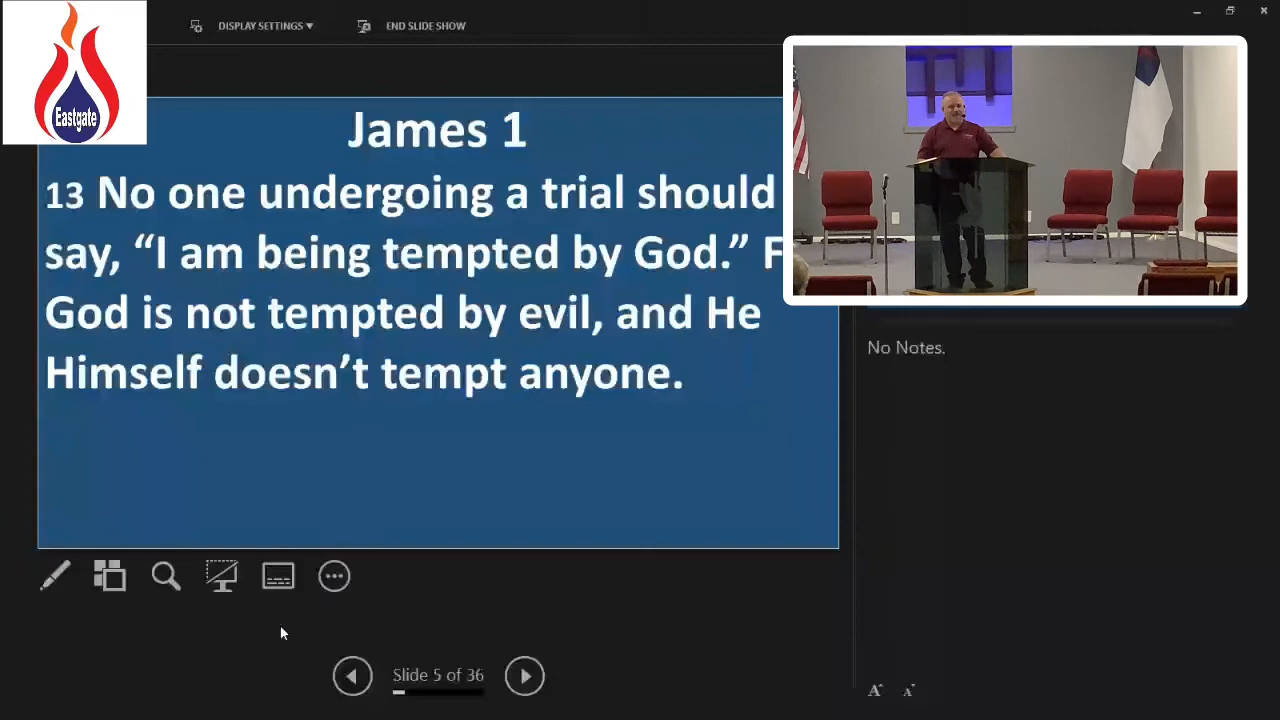 DISPLAY SETTINGS ▾
END SLIDE SHOW
Eastgate
James 1
13 No one undergoing a trial should
say, “I am being tempted by God.” F
God is not tempted by evil, and He
Himself doesn’t tempt anyone.
No Notes.
Slide 5 of 36
A A